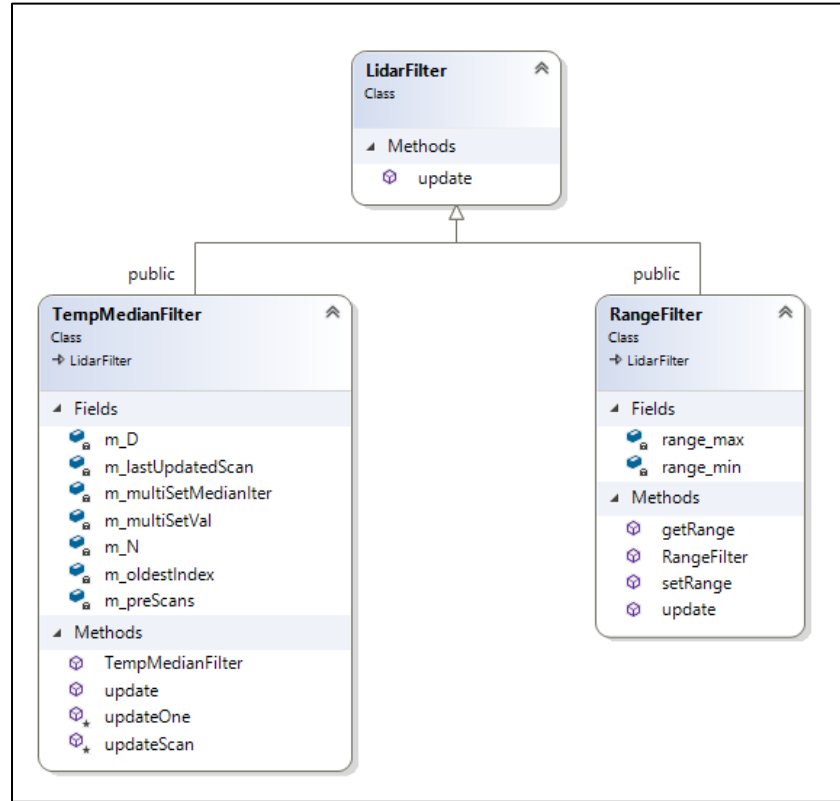 LidarFilter
Class
Methods
update
public
public
TempMedianFilter
Class
LidarFilter
Fields
m_D
m_lastUpdatedScan
m_multiSetMedianIter
m_multiSetVal
m_N
m_oldestIndex
m_preScans
Methods
TempMedianFilter
update
updateOne
updateScan
RangeFilter
Class
LidarFilter
Fields
range_max
range_min
Methods
getRange
RangeFilter
setRange
update